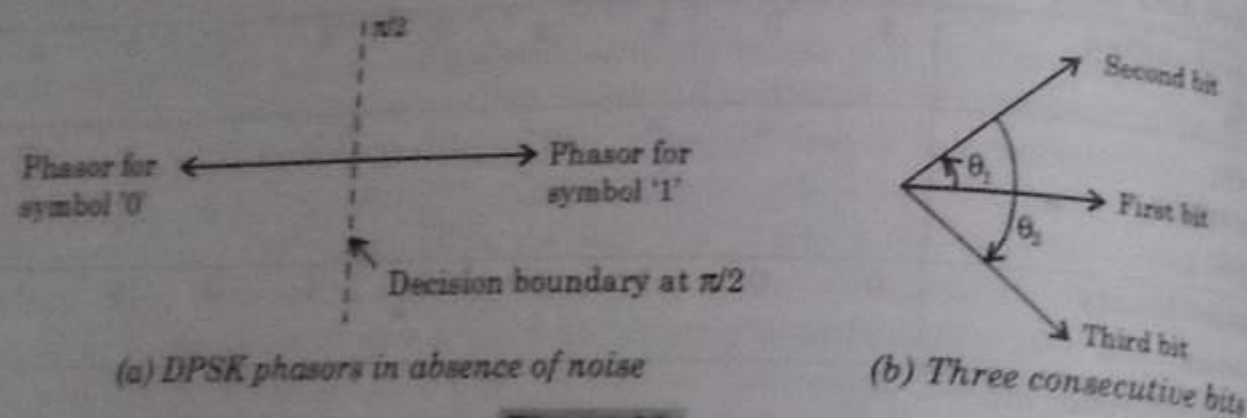 π/2
Phasor for
symbol '0'
Phasor for
symbol '1'
Decision boundary at π/2
(a) DPSK phasors in absence of noise
Second bit
θ₁
First bit
θ₂
Third bit
(b) Three consecutive bits